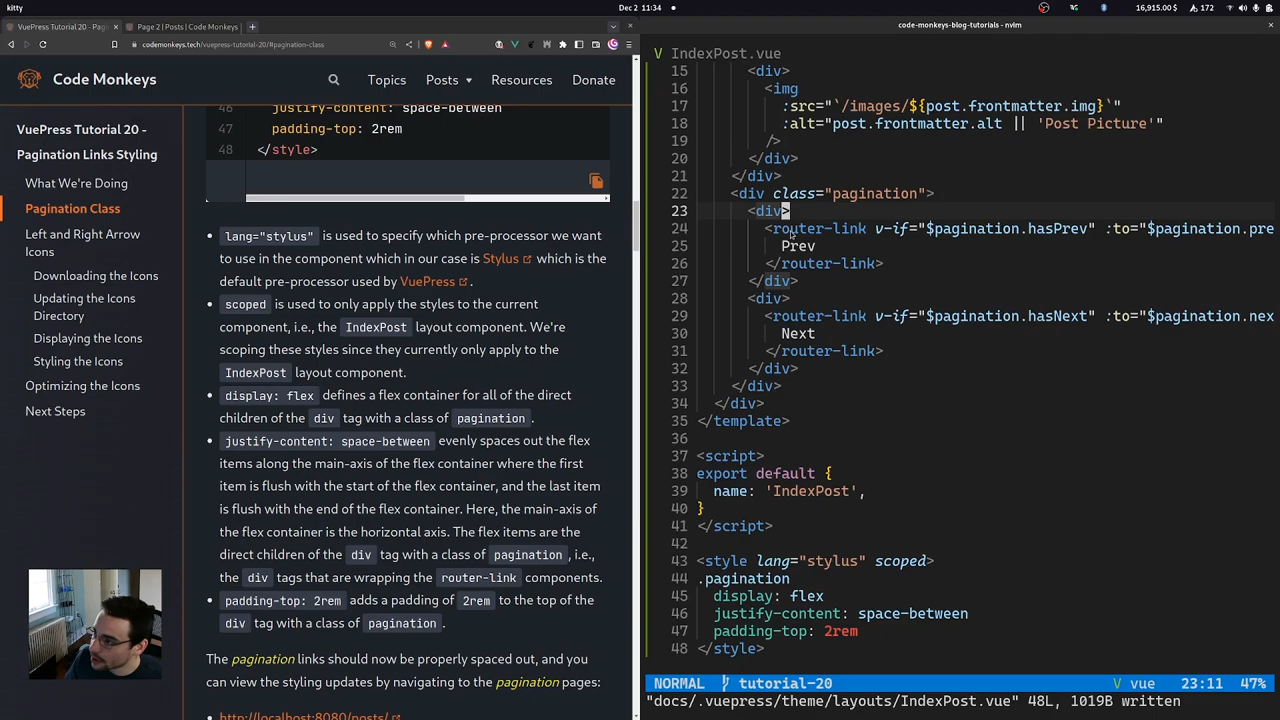 kitty
Dec 2 11:34
16,915.00
172
VuePress Tutorial 20 - Pagi
Page 2 | Posts | Code Monkeys
codemonkeys.tech/vuepress-tutorial-20/#pagination-class
code-monkeys-blog-tutorials - nvim
Code Monkeys
Topics
Posts
Resources
Donate
VuePress Tutorial 20 -
Pagination Links Styling
What We're Doing
Pagination Class
Left and Right Arrow
Icons
Downloading the Icons
Updating the Icons
Directory
Displaying the Icons
Styling the Icons
Optimizing the Icons
Next Steps
46 justify-content: space-between
47 padding-top: 2rem
48 </style>
• lang="stylus" is used to specify which pre-processor we want
to use in the component which in our case is Stylus which is the
default pre-processor used by VuePress .
• scoped is used to only apply the styles to the current
component, i.e., the IndexPost layout component. We're
scoping these styles since they currently only apply to the
IndexPost layout component.
• display: flex defines a flex container for all of the direct
children of the div tag with a class of pagination .
• justify-content: space-between evenly spaces out the flex
items along the main-axis of the flex container where the first
item is flush with the start of the flex container, and the last item
is flush with the end of the flex container. Here, the main-axis of
the flex container is the horizontal axis. The flex items are the
direct children of the div tag with a class of pagination , i.e.,
the div tags that are wrapping the router-link components.
• padding-top: 2rem adds a padding of 2rem to the top of the
div tag with a class of pagination .
The pagination links should now be properly spaced out, and you
can view the styling updates by navigating to the pagination pages:
• http://localhost:8080/posts/
V IndexPost.vue
15 <div>
16 <img
17 :src="`/images/${post.frontmatter.img}`"
18 :alt="post.frontmatter.alt || 'Post Picture'"
19 />
20 </div>
21 </div>
22 <div class="pagination">
23 <div>
24 <router-link v-if="$pagination.hasPrev" :to="$pagination.pre
25 Prev
26 </router-link>
27 </div>
28 <div>
29 <router-link v-if="$pagination.hasNext" :to="$pagination.nex
30 Next
31 </router-link>
32 </div>
33 </div>
34 </div>
35 </template>
36
37 <script>
38 export default {
39 name: 'IndexPost',
40 }
41 </script>
42
43 <style lang="stylus" scoped>
44 .pagination
45 display: flex
46 justify-content: space-between
47 padding-top: 2rem
48 </style>
NORMAL tutorial-20 V vue 23:11 47%
"docs/.vuepress/theme/layouts/IndexPost.vue" 48L, 1019B written